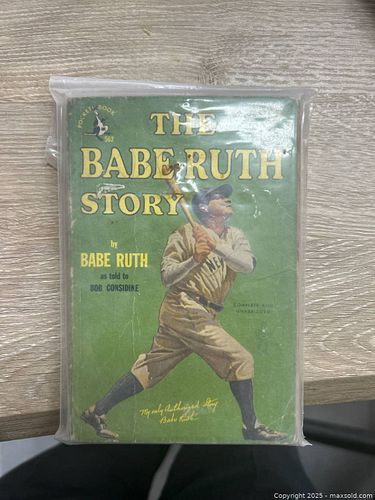 POCKET BOOK
562
THE
BABE RUTH
STORY
by
BABE RUTH
as told to
BOB CONSIDINE
COMPLETE AND
UNABRIDGED
My only Authorized Story
Babe Ruth
Copyright 2025 - maxsold.com